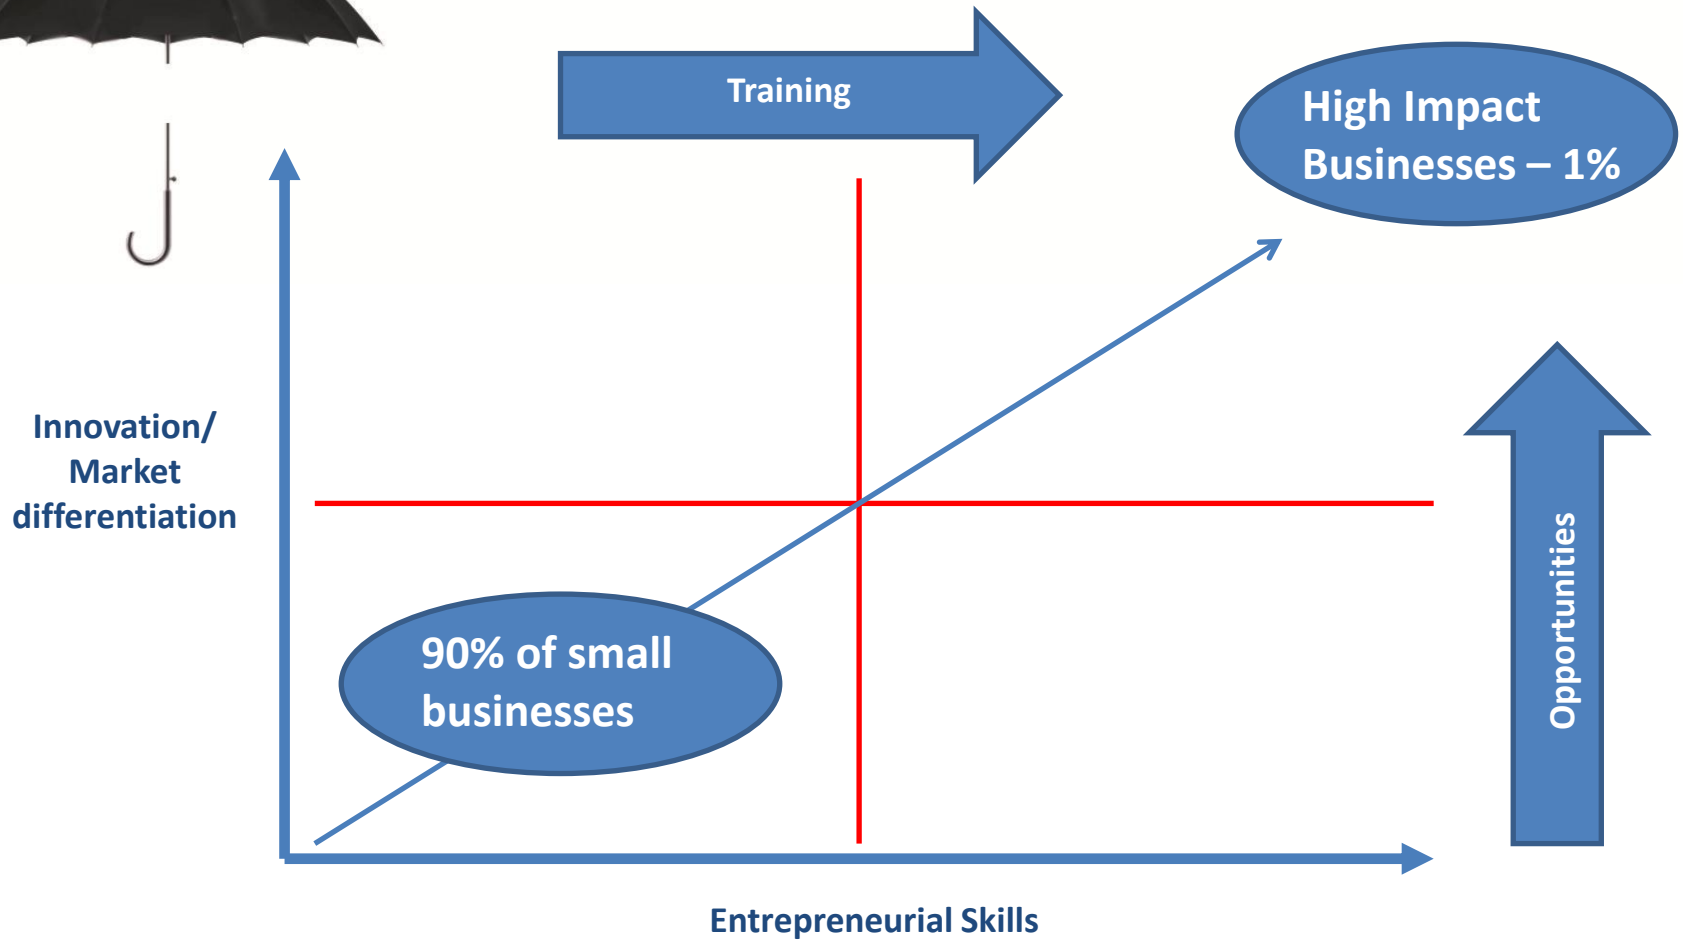 Training
High Impact
Businesses – 1%
Innovation/
Market
differentiation
90% of small
businesses
Opportunities
Entrepreneurial Skills